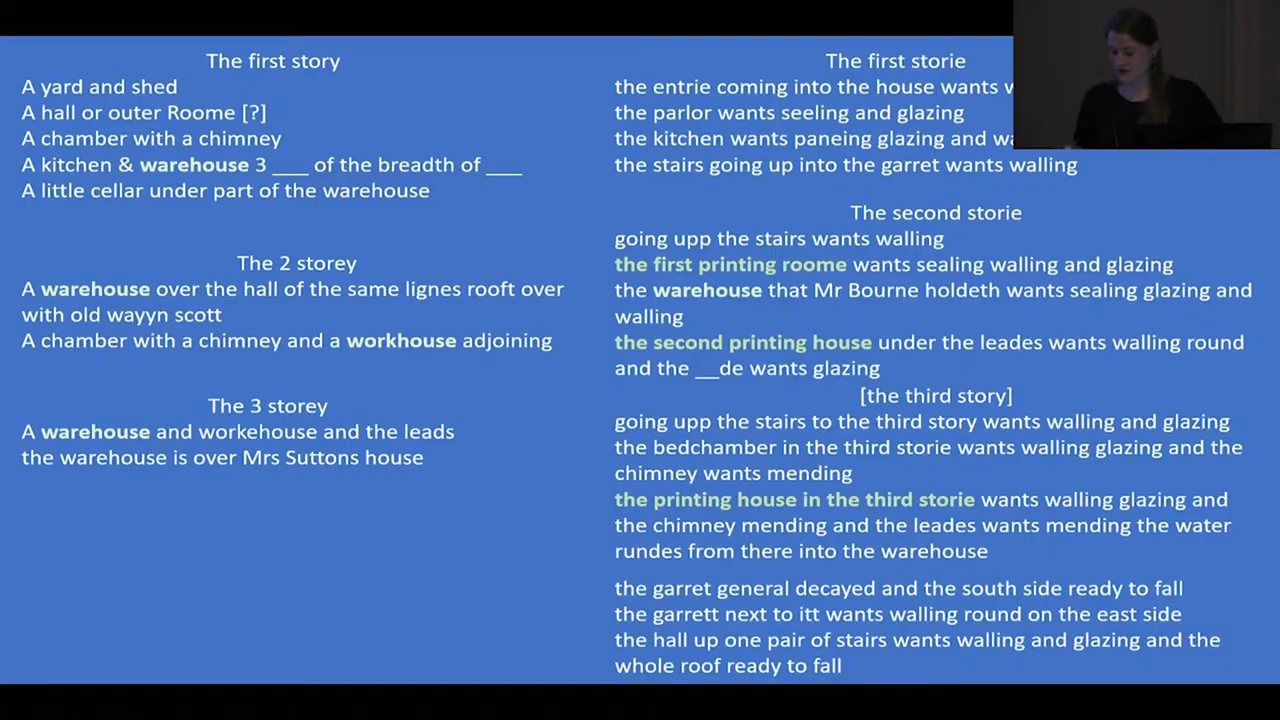 The first story
A yard and shed
A hall or outer Roome [?]
A chamber with a chimney
A kitchen & warehouse 3 ____ of the breadth of ____
A little cellar under part of the warehouse
The 2 storey
A warehouse over the hall of the same lignes rooft over
with old wayyn scott
A chamber with a chimney and a workhouse adjoining
The 3 storey
A warehouse and workehouse and the leads
the warehouse is over Mrs Suttons house
The first storie
the entrie coming into the house wants
the parlor wants seeling and glazing
the kitchen wants paneing glazing and
the stairs going up into the garret wants walling
The second storie
going upp the stairs wants walling
the first printing roome wants sealing walling and glazing
the warehouse that Mr Bourne holdeth wants sealing glazing and
walling
the second printing house under the leades wants walling round
and the __de wants glazing
[the third story]
going upp the stairs to the third story wants walling and glazing
the bedchamber in the third storie wants walling glazing and the
chimney wants mending
the printing house in the third storie wants walling glazing and
the chimney mending and the leades wants mending the water
rundes from there into the warehouse
the garret general decayed and the south side ready to fall
the garrett next to itt wants walling round on the east side
the hall up one pair of stairs wants walling and glazing and the
whole roof ready to fall